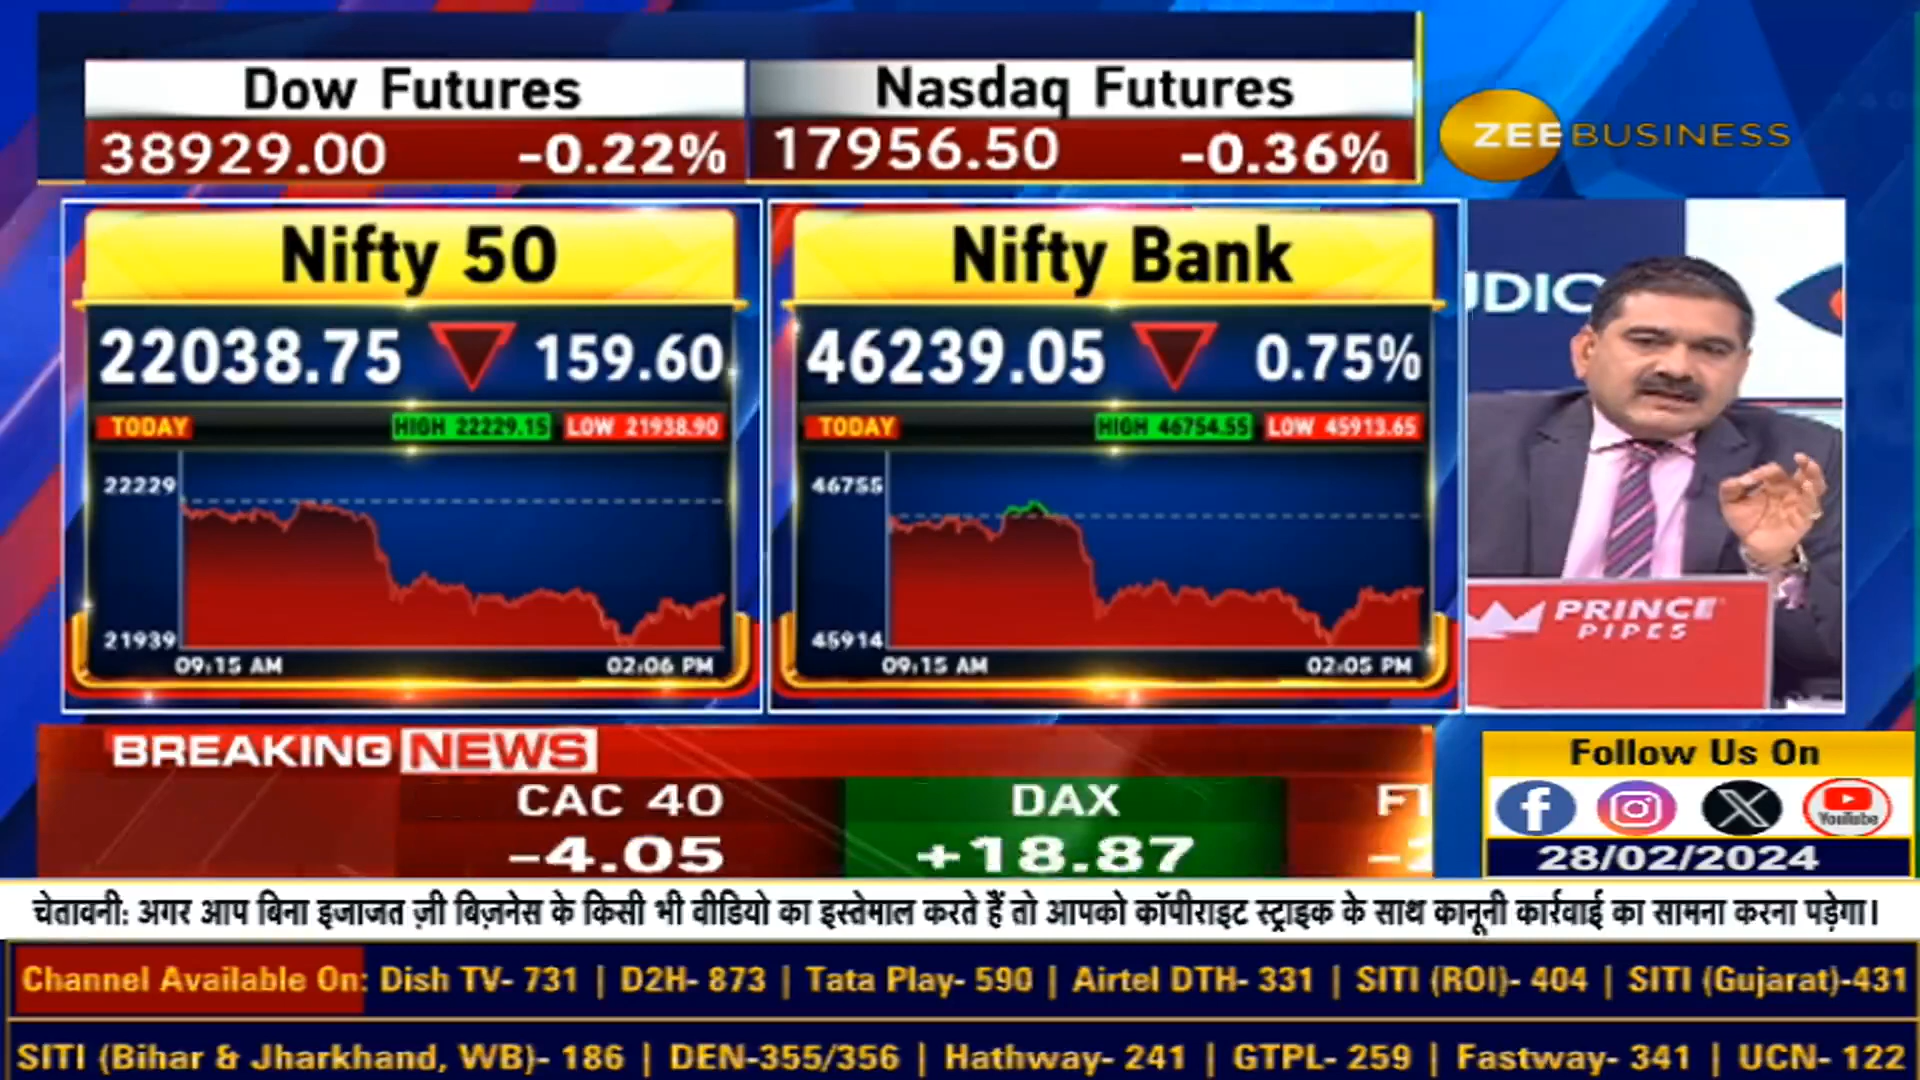 Dow Futures
38929.00 -0.22%
Nasdaq Futures
17956.50 -0.36%
ZEE BUSINESS
Nifty 50
22038.75 159.60
TODAY HIGH 22229.15 LOW 21938.90
22229
21939
09:15 AM 02:06 PM
Nifty Bank
46239.05 0.75%
TODAY HIGH 46754.55 LOW 45913.65
46755
45914
09:15 AM 02:05 PM
PRINCE
PIPES
BREAKING NEWS
CAC 40
-4.05
DAX
+18.87
Follow Us On
YouTube
28/02/2024
चेतावनी: अगर आप बिना इजाजत ज़ी बिज़नेस के किसी भी वीडियो का इस्तेमाल करते हैं तो आपको कॉपीराइट स्ट्राइक के साथ कानूनी कार्रवाई का सामना करना पड़ेगा।
Channel Available On: Dish TV- 731 | D2H- 873 | Tata Play- 590 | Airtel DTH- 331 | SITI (ROI)- 404 | SITI (Gujarat)-431
SITI (Bihar & Jharkhand, WB)- 186 | DEN-355/356 | Hathway- 241 | GTPL- 259 | Fastway- 341 | UCN- 122